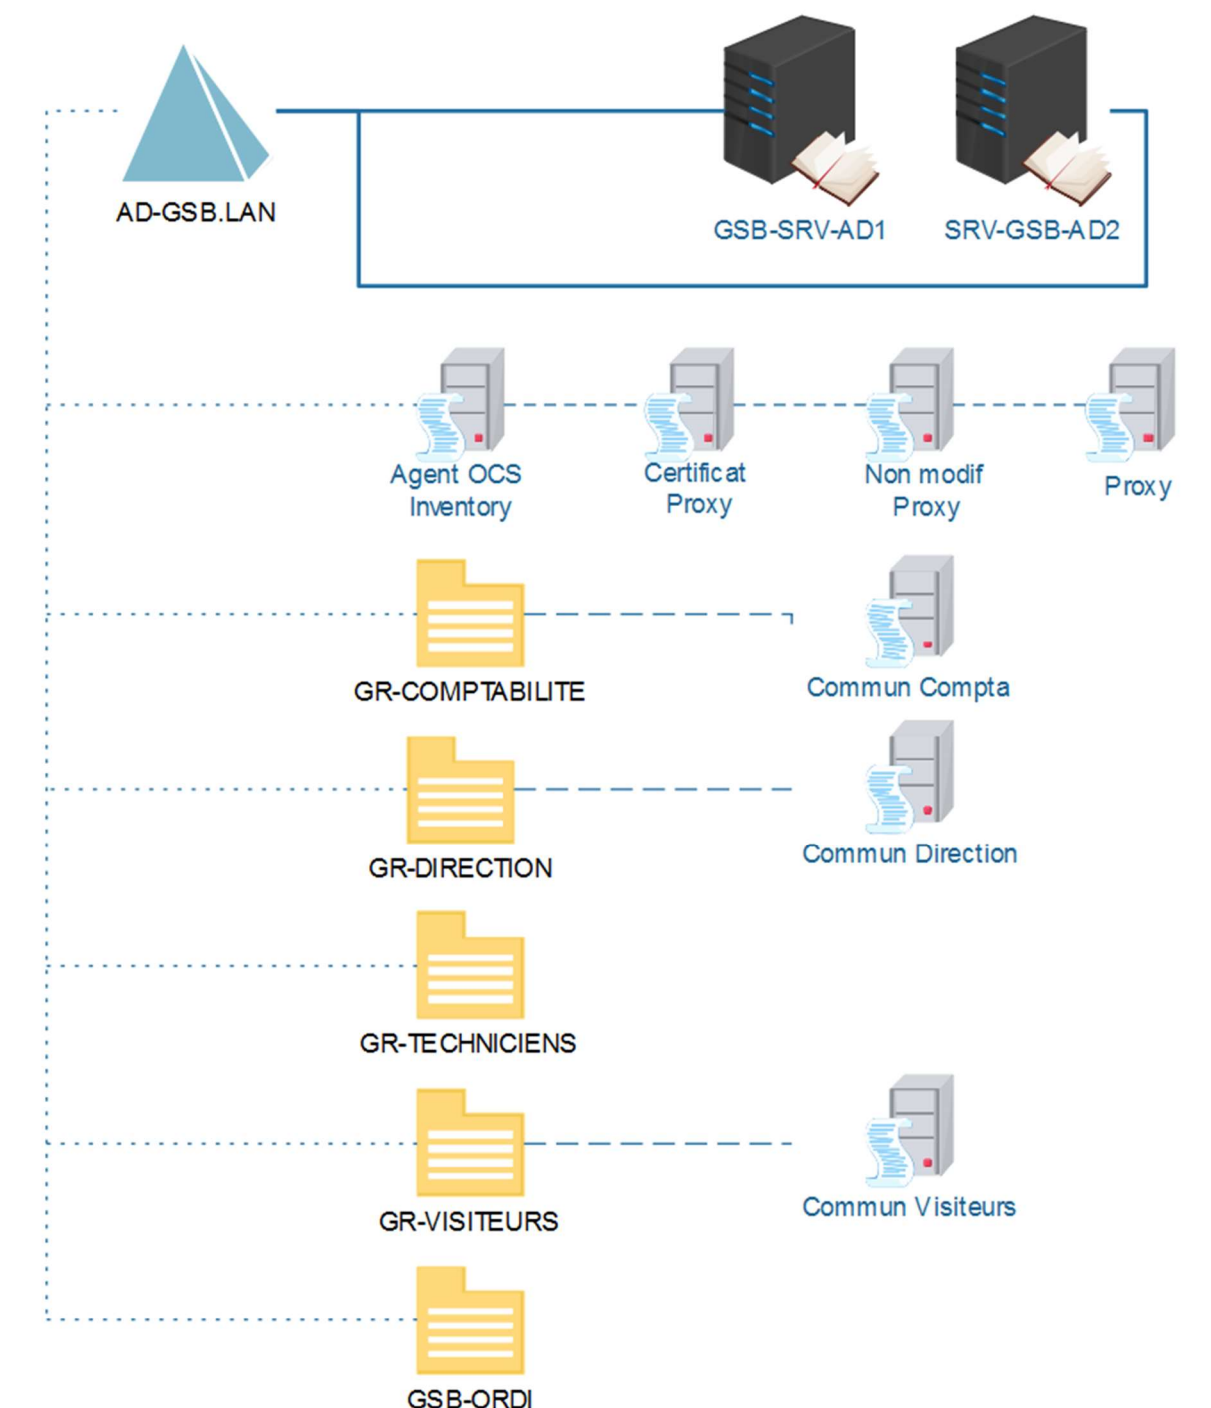 AD-GSB.LAN
GSB-SRV-AD1
SRV-GSB-AD2
Agent OCS
Inventory
Certificat
Proxy
Non modif
Proxy
Proxy
GR-COMPTABILITE
Commun Compta
GR-DIRECTION
Commun Direction
GR-TECHNICIENS
GR-VISITEURS
Commun Visiteurs
GSB-ORDI